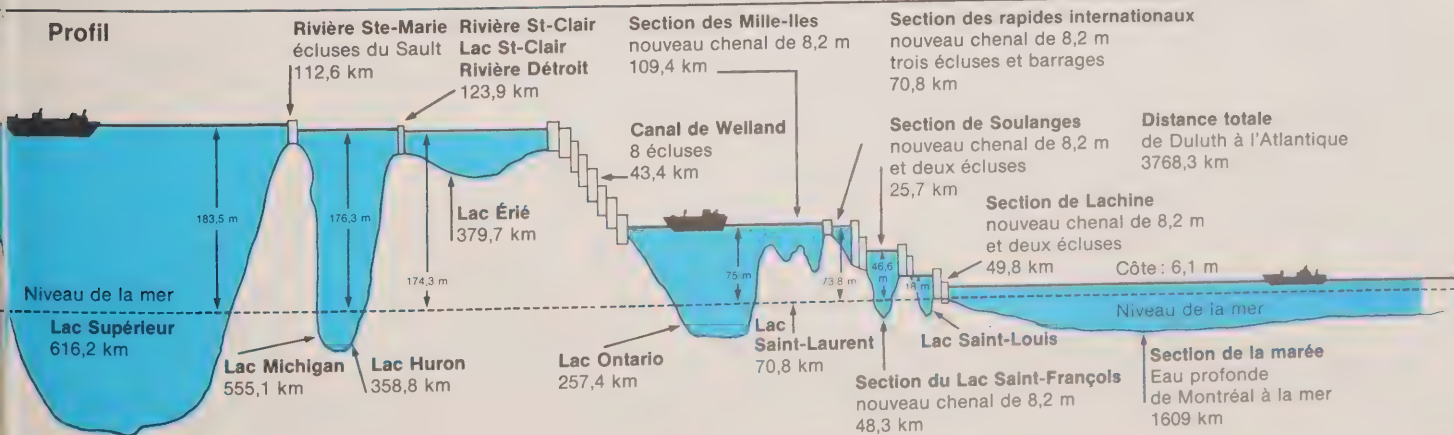 Profil
Rivière Ste-Marie
écluses du Sault
112,6 km
Rivière St-Clair
Lac St-Clair
Rivière Détroit
123,9 km
Section des Mille-Iles
nouveau chenal de 8,2 m
109,4 km
Section des rapides internationaux
nouveau chenal de 8,2 m
trois écluses et barrages
70,8 km
Canal de Welland
8 écluses
43,4 km
Section de Soulanges
nouveau chenal de 8,2 m
et deux écluses
25,7 km
Distance totale
de Duluth à l'Atlantique
3768,3 km
183,5 m
176,3 m
174,3 m
Lac Érié
379,7 km
Section de Lachine
nouveau chenal de 8,2 m
et deux écluses
49,8 km
Côte: 6,1 m
75 m
73,8 m
46,6
m
18 m
Niveau de la mer
Niveau de la mer
Lac Supérieur
616,2 km
Lac Michigan
555,1 km
Lac Huron
358,8 km
Lac Ontario
257,4 km
Lac
Saint-Laurent
70,8 km
Lac Saint-Louis
Section du Lac Saint-François
nouveau chenal de 8,2 m
48,3 km
Section de la marée
Eau profonde
de Montréal à la mer
1609 km